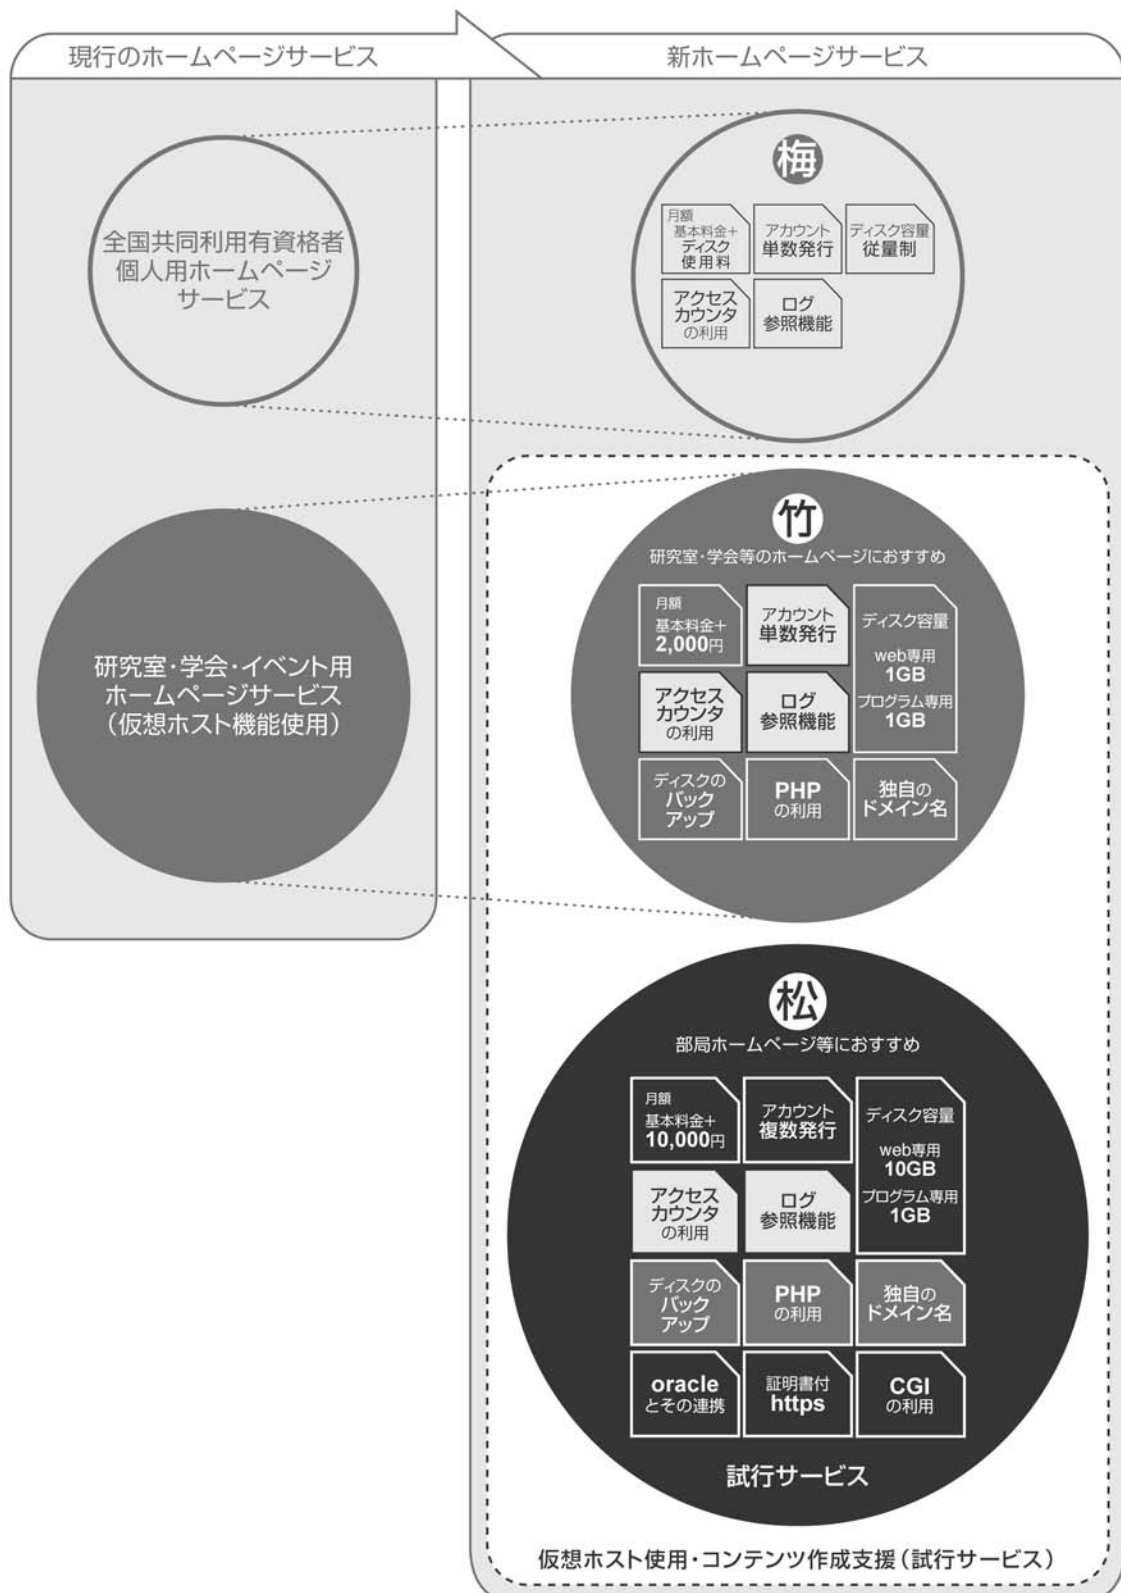 現行のホームページサービス
新ホームページサービス
全国共同利用有資格者
個人用ホームページ
サービス
研究室・学会・イベント用
ホームページサービス
（仮想ホスト機能使用）
梅
月額
基本料金＋
ディスク
使用料
アカウント
単数発行
ディスク容量
従量制
アクセス
カウンタ
の利用
ログ
参照機能
竹
研究室・学会等のホームページにおすすめ
月額
基本料金＋
2,000円
アカウント
単数発行
ディスク容量
web専用
1GB
プログラム専用
1GB
アクセス
カウンタ
の利用
ログ
参照機能
ディスクの
バック
アップ
PHP
の利用
独自の
ドメイン名
松
部局ホームページ等におすすめ
月額
基本料金＋
10,000円
アカウント
複数発行
ディスク容量
web専用
10GB
プログラム専用
1GB
アクセス
カウンタ
の利用
ログ
参照機能
ディスクの
バック
アップ
PHP
の利用
独自の
ドメイン名
oracle
とその連携
証明書付
https
CGI
の利用
試行サービス
仮想ホスト使用・コンテンツ作成支援（試行サービス）